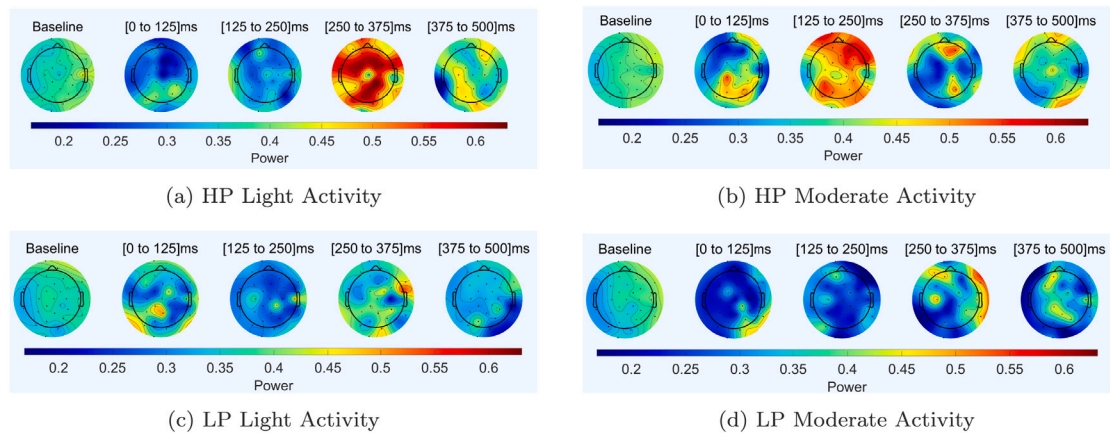 Baseline [0 to 125]ms [125 to 250]ms [250 to 375]ms [375 to 500]ms
0.2 0.25 0.3 0.35 0.4 0.45 0.5 0.55 0.6
Power
(a) HP Light Activity
Baseline [0 to 125]ms [125 to 250]ms [250 to 375]ms [375 to 500]ms
0.2 0.25 0.3 0.35 0.4 0.45 0.5 0.55 0.6
Power
(b) HP Moderate Activity
Baseline [0 to 125]ms [125 to 250]ms [250 to 375]ms [375 to 500]ms
0.2 0.25 0.3 0.35 0.4 0.45 0.5 0.55 0.6
Power
(c) LP Light Activity
Baseline [0 to 125]ms [125 to 250]ms [250 to 375]ms [375 to 500]ms
0.2 0.25 0.3 0.35 0.4 0.45 0.5 0.55 0.6
Power
(d) LP Moderate Activity